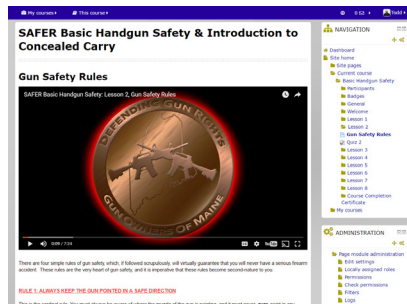 My courses
This course
0
Todd
SAFER Basic Handgun Safety & Introduction to
Concealed Carry
Gun Safety Rules
SAFER Basic Handgun Safety: Lesson 2, Gun Safety Rules
DEFENDING GUN RIGHTS
GUN OWNERS OF MAINE
0:09 / 7:24
There are four simple rules of gun safety, which, if followed scrupulously, will virtually guarantee that you will never have a serious firearm
accident. These rules are the very heart of gun safety, and it is imperative that these rules become second-nature to you.
RULE 1: ALWAYS KEEP THE GUN POINTED IN A SAFE DIRECTION
NAVIGATION
Dashboard
Site home
Site pages
Current course
Basic Handgun Safety
Participants
Badges
General
Welcome
Lesson 1
Lesson 2
Gun Safety Rules
Quiz 2
Lesson 3
Lesson 4
Lesson 5
Lesson 6
Lesson 7
Lesson 8
Course Completion
Certificate
My courses
ADMINISTRATION
Page module administration
Edit settings
Locally assigned roles
Permissions
Check permissions
Filters
Logs